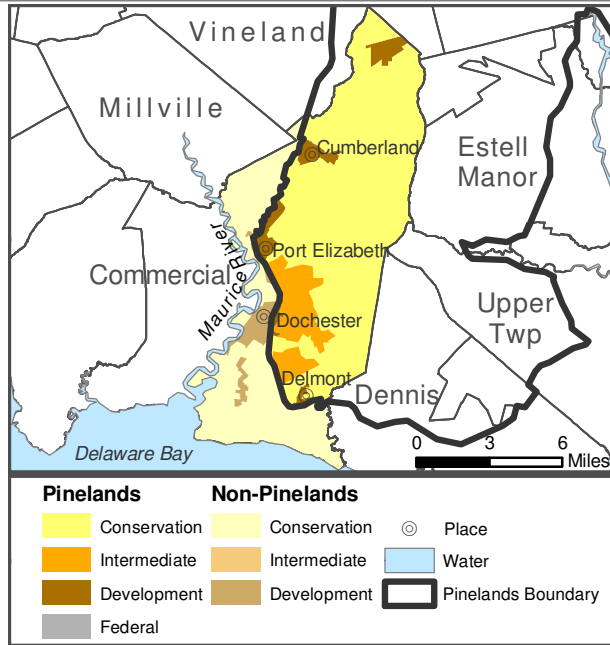 Vineland
Millville
Cumberland
Estell
Manor
Maurice River
Port Elizabeth
Commercial
Upper
Twp
Dochester
Delmont
Dennis
Delaware Bay
0 3 6
Miles
Pinelands
Conservation
Intermediate
Development
Federal
Non-Pinelands
Conservation
Intermediate
Development
Place
Water
Pinelands Boundary